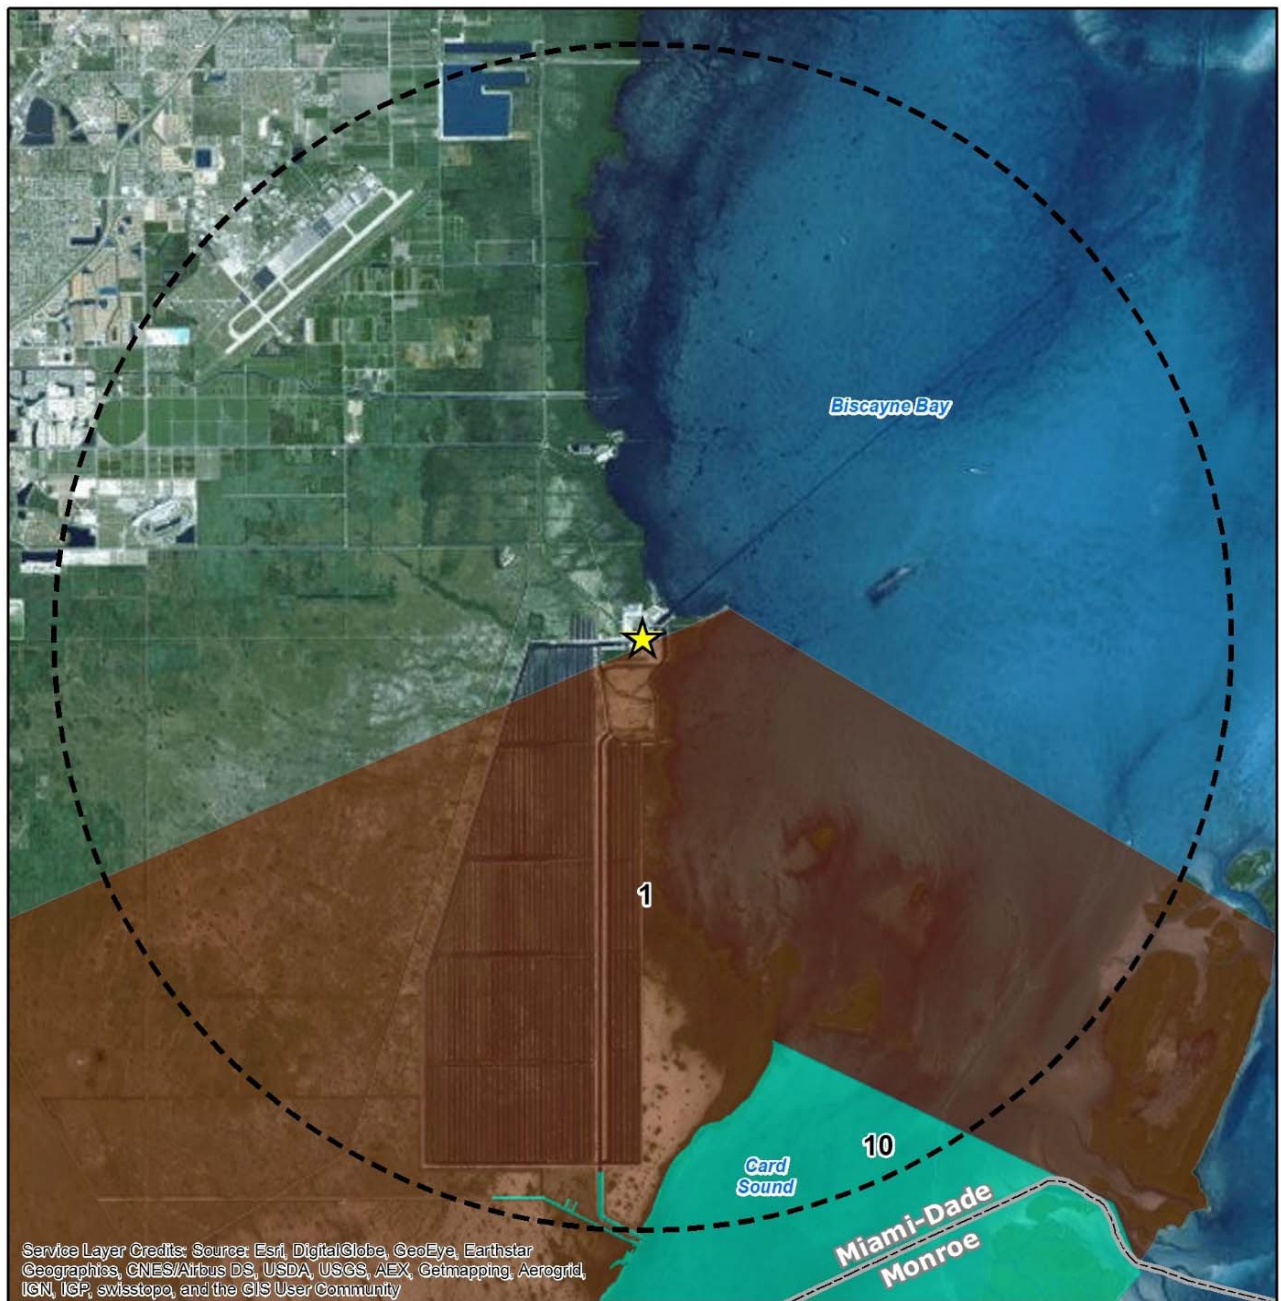 Biscayne Bay
1
10
Card
Sound
Miami-Dade
Monroe
Service Layer Credits: Source: Esri, DigitalGlobe, GeoEye, Earthstar
Geographics, CNES/Airbus DS, USDA, USGS, AEX, Getmapping, Aerogrid,
IGN, IGP, swisstopo, and the GIS User Community